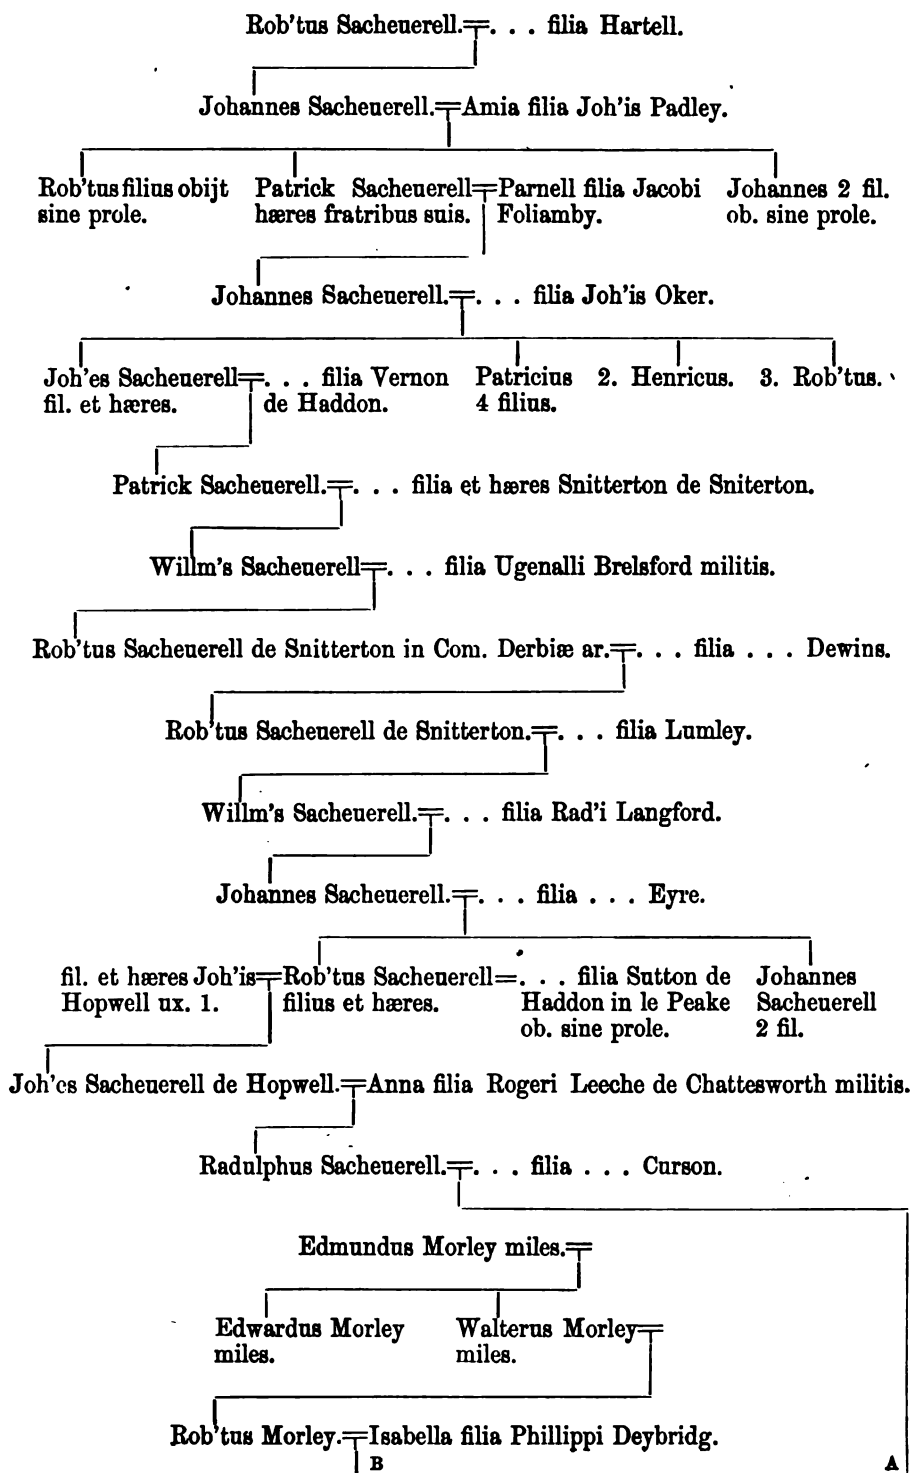 Rob'tus Sacheuerell. . . . filia Hartell.
Johannes Sacheuerell. Amia filia Joh'is Padley.
Rob'tus filius obijt Patrick Sacheuerell Parnell filia Jacobi Johannes 2 fil.
sine prole. hæres fratribus suis. Foliamby. ob. sine prole.
Johannes Sacheuerell. . . . filia Joh'is Oker.
Joh'es Sacheuerell . . . filia Vernon Patricius 2. Henricus. 3. Rob'tus.
fil. et hæres. de Haddon. 4 filius.
Patrick Sacheuerell. . . . filia et hæres Snitterton de Sniterton.
Willm's Sacheuerell . . . filia Ugenalli Brelsford militis.
Rob'tus Sacheuerell de Snitterton in Com. Derbiæ ar. . . . filia . . . Dewins.
Rob'tus Sacheuerell de Snitterton. . . . filia Lumley.
Willm's Sacheuerell. . . . filia Rad'i Langford.
Johannes Sacheuerell. . . . filia . . . Eyre.
fil. et hæres Joh'is Rob'tus Sacheuerell . . . filia Sutton de Johannes
Hopwell ux. 1. filius et hæres. Haddon in le Peake Sacheuerell
ob. sine prole. 2 fil.
Joh'es Sacheuerell de Hopwell. Anna filia Rogeri Leeche de Chattesworth militis.
Radulphus Sacheuerell. . . . filia . . . Curson.
Edmundus Morley miles.
Edwardus Morley Walterus Morley
miles. miles.
Rob'tus Morley. Isabella filia Phillippi Deybridg.
B A